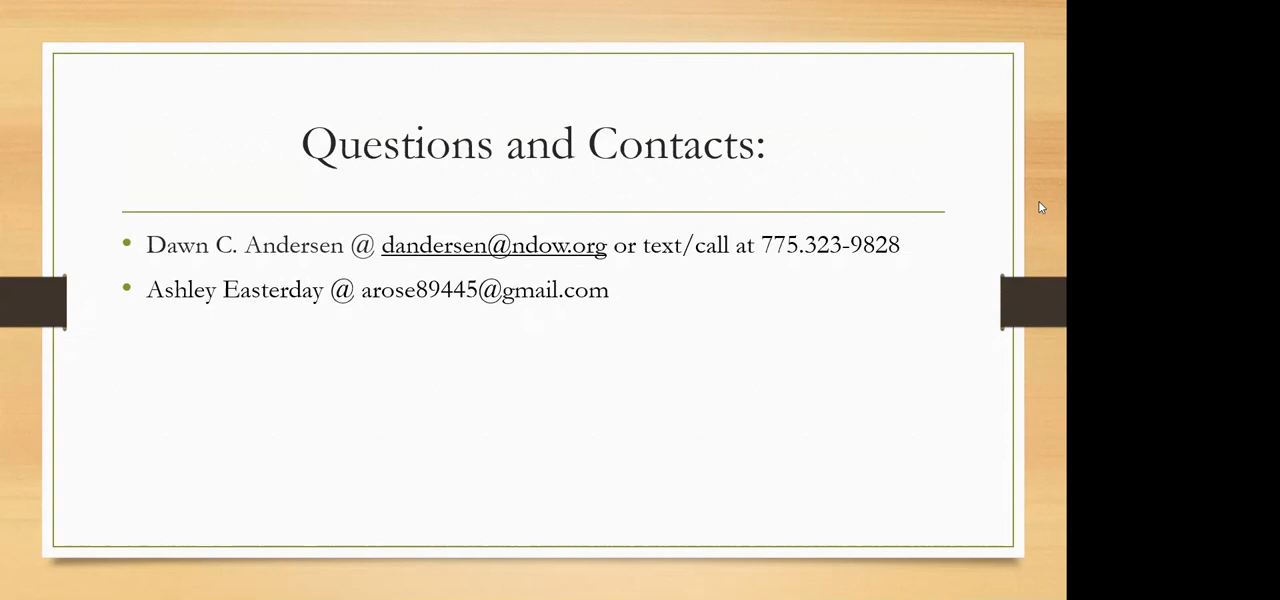 Questions and Contacts:
• Dawn C. Andersen @ dandersen@ndow.org or text/call at 775.323-9828
• Ashley Easterday @ arose89445@gmail.com